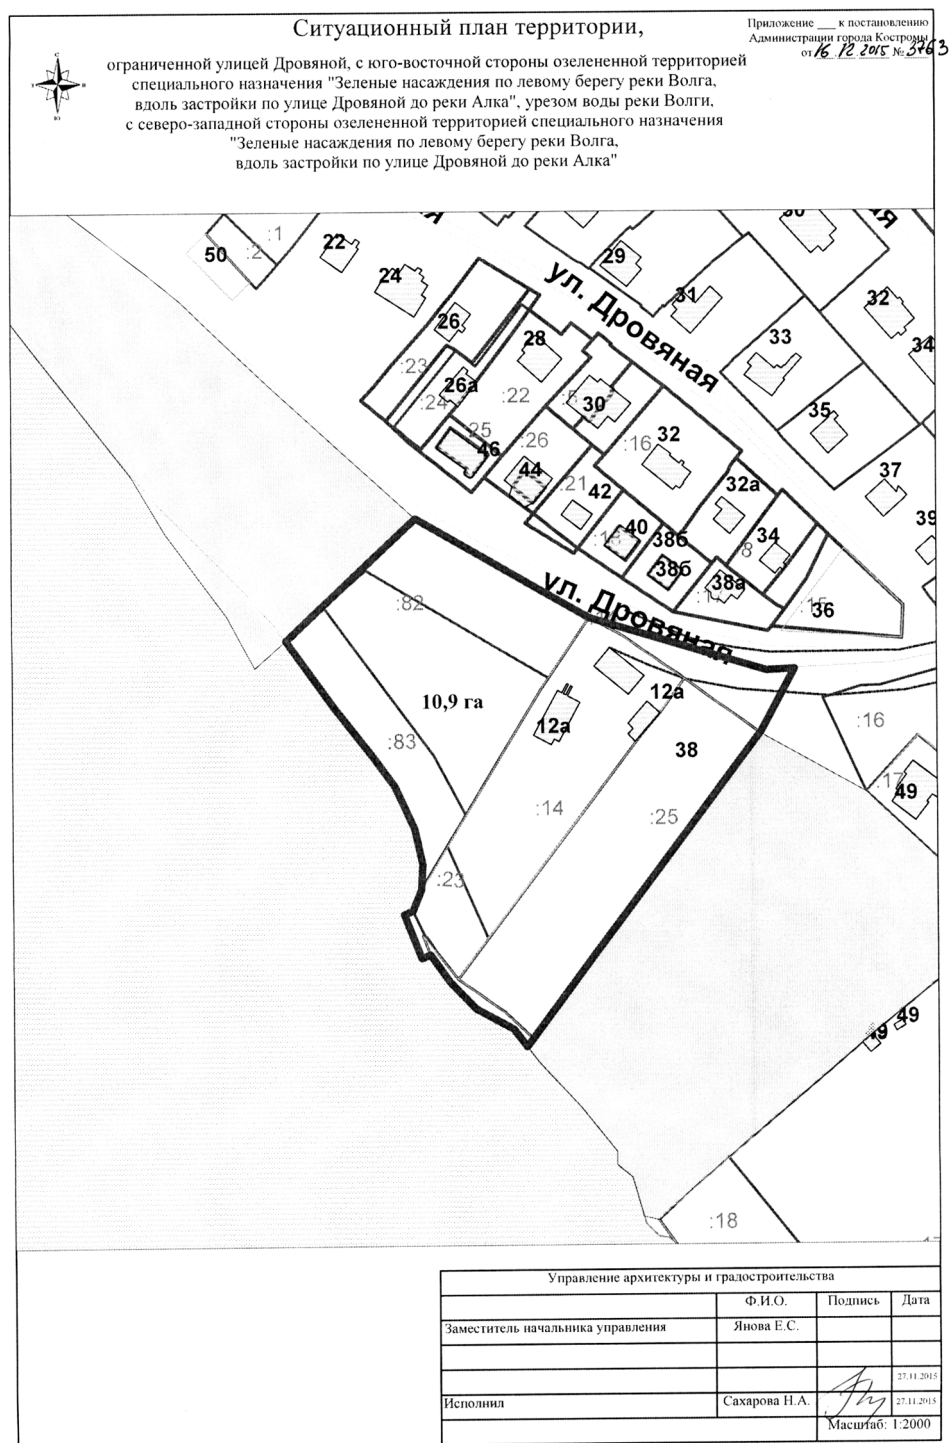 Ситуационный план территории,
Приложение ___ к постановлению
Администрации города Костромы
от 16.12.2015 № 3763
ограниченной улицей Дровяной, с юго-восточной стороны озелененной территорией
специального назначения "Зеленые насаждения по левому берегу реки Волга,
вдоль застройки по улице Дровяной до реки Алка", урезом воды реки Волги,
с северо-западной стороны озелененной территорией специального назначения
"Зеленые насаждения по левому берегу реки Волга,
вдоль застройки по улице Дровяной до реки Алка"
С
Ю
:1
:2
50
22
24
29
31
32
34
33
35
37
39
ул. Дровяная
26
:23
26а
:24
28
:22
:25
46
30
:6
:26
44
:21
42
:16
32
32а
40
38б
38б
34
8
38а
:15
36
ул. Дровяная
:82
10,9 га
:83
12а
12а
38
:14
:25
:23
:16
:17
49
49
49
:18
Управление архитектуры и градостроительства
Ф.И.О. Подпись Дата
Заместитель начальника управления Янова Е.С.
27.11.2015
Исполнил Сахарова Н.А. 27.11.2015
Масштаб: 1:2000